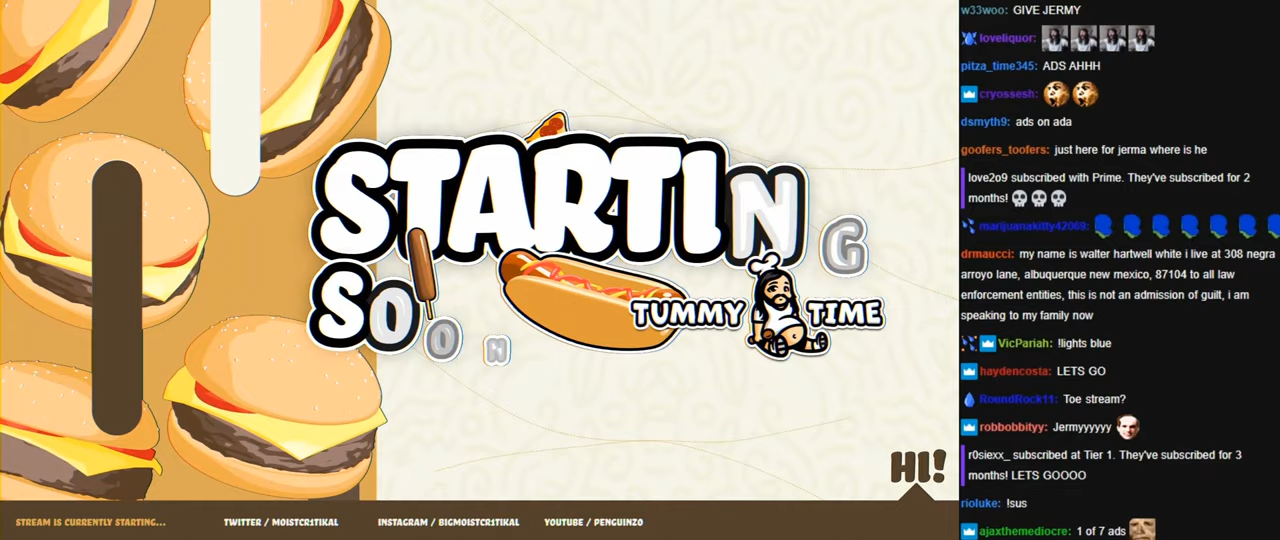 STARTING
SOON
TUMMY TIME
HI!
STREAM IS CURRENTLY STARTING...
TWITTER / MOISTCR1TIKAL
INSTAGRAM / BIGMOISTCR1TIKAL
YOUTUBE / PENGUINZ0
w33woo: GIVE JERMY
loveliquor:
pitza_time345: ADS AHHH
cryossesh:
dsmyth9: ads on ada
goofers_toofers: just here for jerma where is he
love2o9 subscribed with Prime. They've subscribed for 2
months!
marijuanakitty42069:
drmaucci: my name is walter hartwell white i live at 308 negra
arroyo lane, albuquerque new mexico, 87104 to all law
enforcement entities, this is not an admission of guilt, i am
speaking to my family now
VicPariah: !lights blue
haydencosta: LETS GO
RoundRock11: Toe stream?
robbobbityy: Jermyyyyyy
r0siexx_ subscribed at Tier 1. They've subscribed for 3
months! LETS GOOOO
rioluke: !sus
ajaxthemediocre: 1 of 7 ads